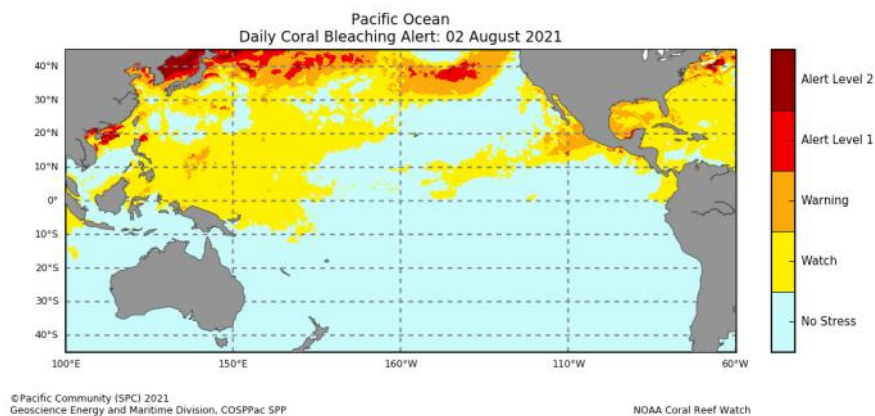 Pacific Ocean
Daily Coral Bleaching Alert: 02 August 2021
40°N
30°N
20°N
10°N
0°
10°S
20°S
30°S
40°S
100°E
150°E
160°W
110°W
60°W
Alert Level 2
Alert Level 1
Warning
Watch
No Stress
©Pacific Community (SPC) 2021
Geoscience Energy and Maritime Division, COSPPac SPP
NOAA Coral Reef Watch